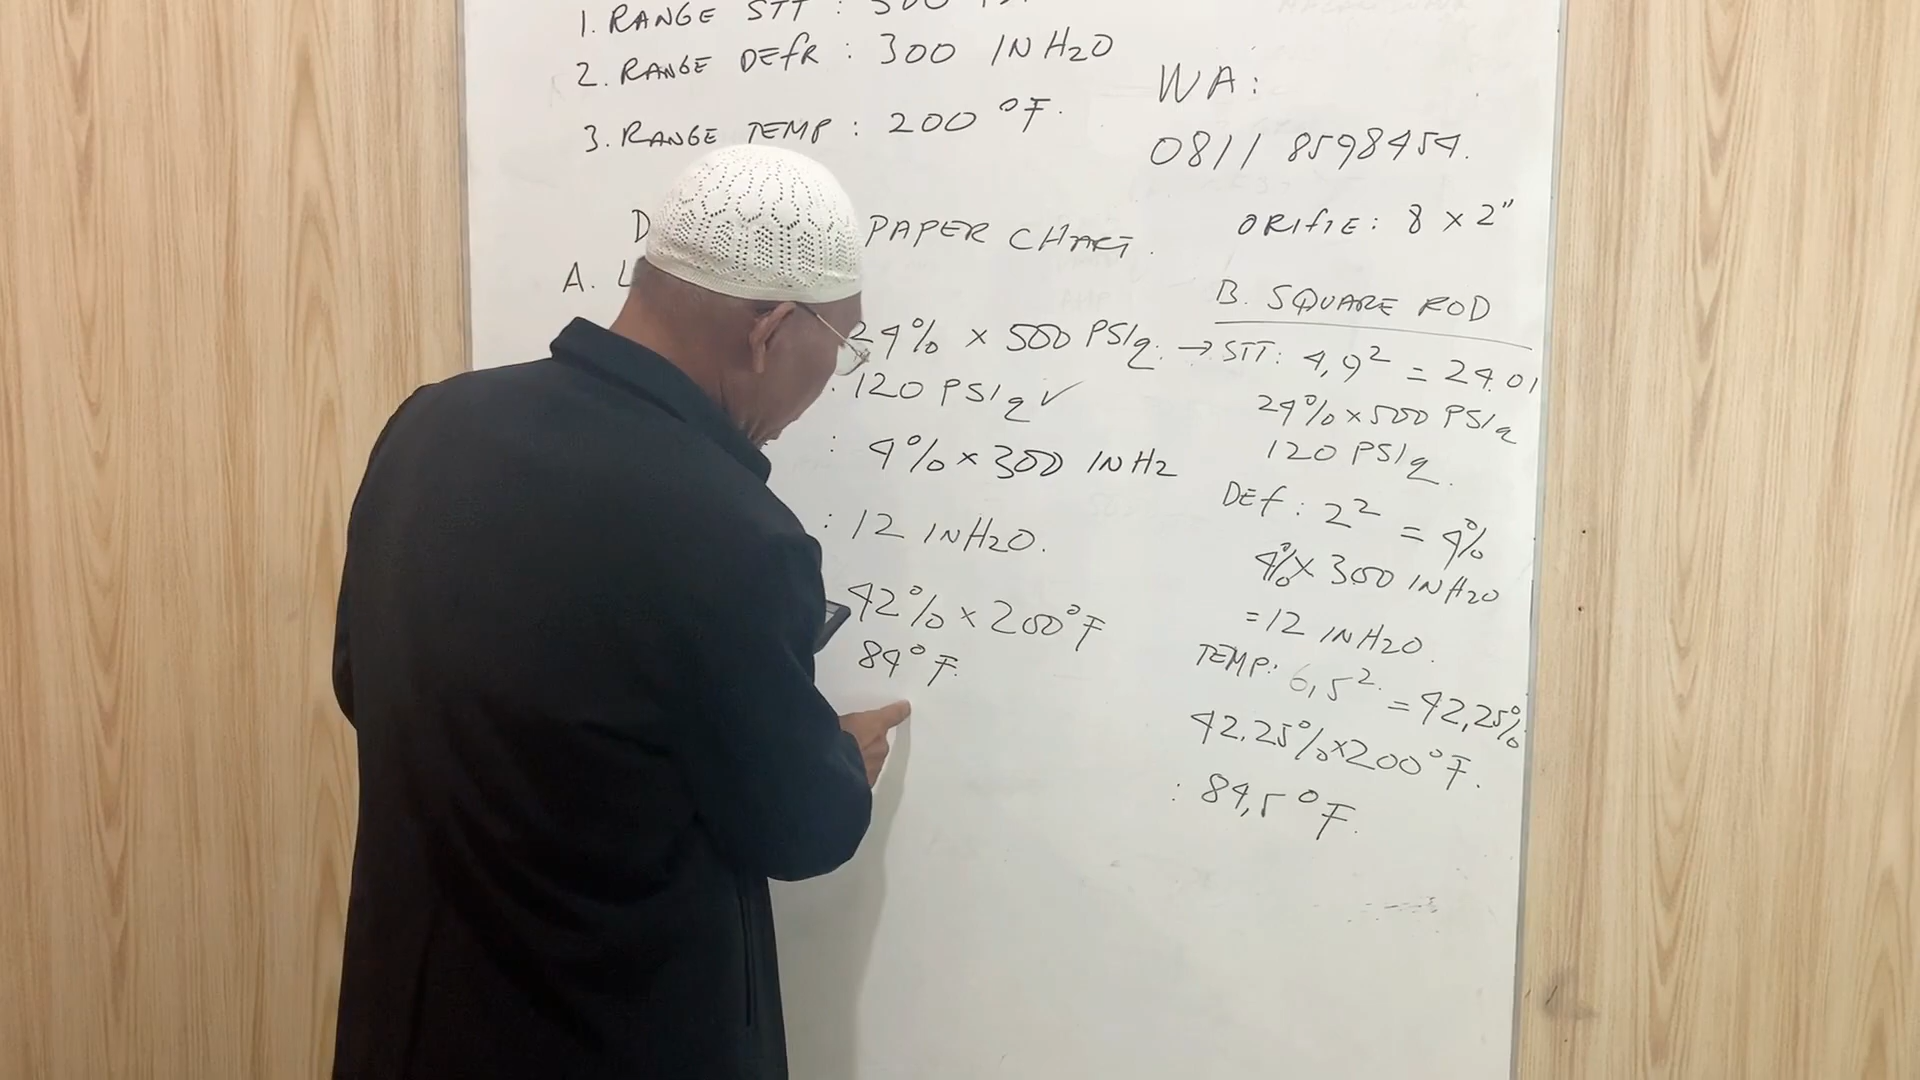 1. RANGE STT : 500
2. RANGE DEFR : 300 INH2O
3. RANGE TEMP : 200 °F.
PAPER CHART.
A.
24% × 500 PSIg.
: 120 PSIg ✓
: 4% × 300 INH2
: 12 INH2O.
42% × 200°F
84°F.
WA:
0811 8598454.
ORIFIE: 8 × 2"
B. SQUARE ROD
→ STT: 4,9² = 24.01
24% × 500 PSIg
120 PSIg.
DEF: 2² = 4%
4% × 300 INH2O
= 12 INH2O.
TEMP: 6,5². = 42,25%
42.25% × 200°F.
: 84,5°F.